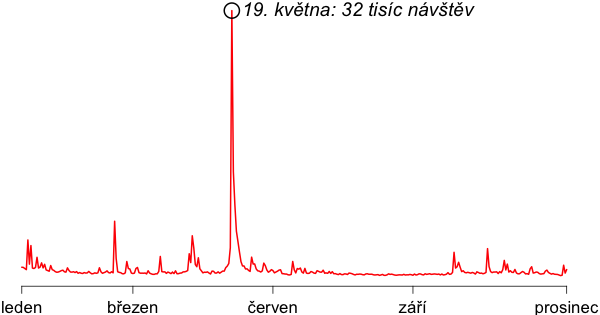 19. května: 32 tisíc návštěv
leden březen červen září prosinec